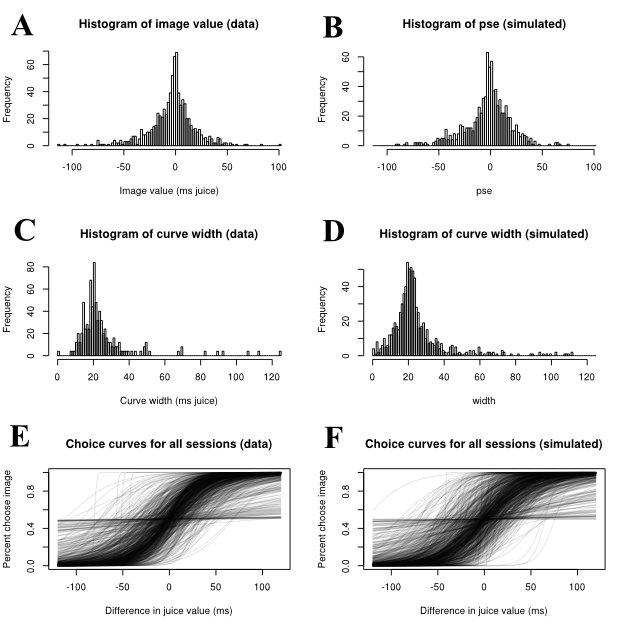 A
Histogram of image value (data)
Frequency
0 20 40 60
-100 -50 0 50 100
Image value (ms juice)
B
Histogram of pse (simulated)
Frequency
0 20 40 60
-100 -50 0 50 100
pse
C
Histogram of curve width (data)
Frequency
0 20 40 60 80
0 20 40 60 80 100 120
Curve width (ms juice)
D
Histogram of curve width (simulated)
Frequency
0 20 40
0 20 40 60 80 100 120
width
E
Choice curves for all sessions (data)
Percent choose image
0.0 0.4 0.8
-100 -50 0 50 100
Difference in juice value (ms)
F
Choice curves for all sessions (simulated)
Percent choose image
0.0 0.4 0.8
-100 -50 0 50 100
Difference in juice value (ms)